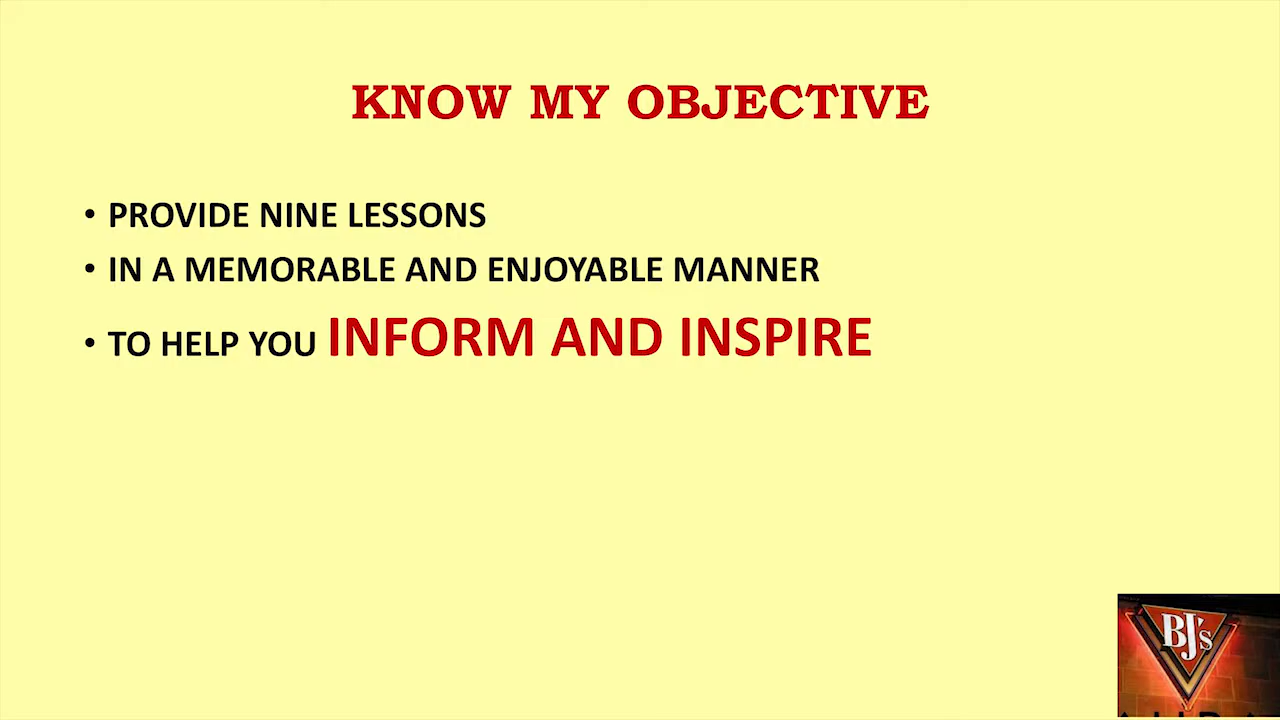 KNOW MY OBJECTIVE
• PROVIDE NINE LESSONS
• IN A MEMORABLE AND ENJOYABLE MANNER
• TO HELP YOU INFORM AND INSPIRE
BJ's